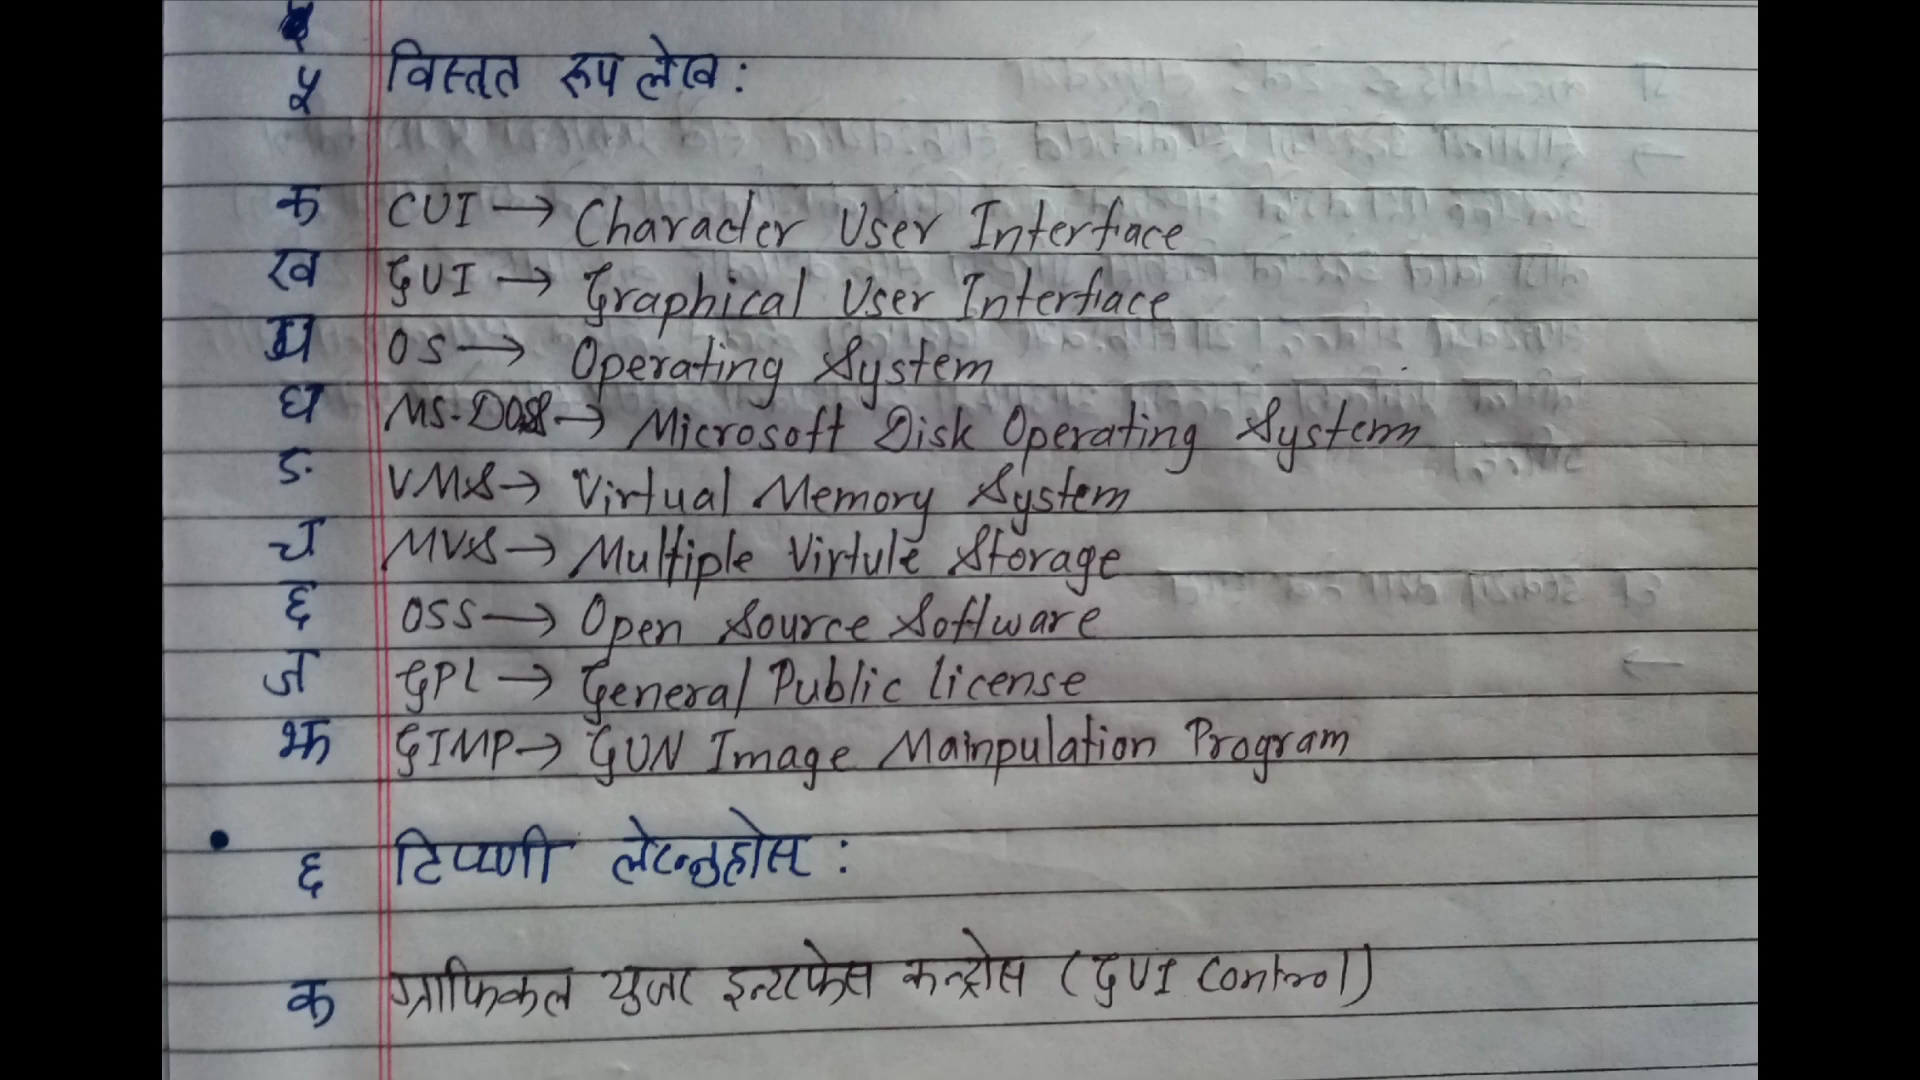 ५ विस्तृत रूप लेख :
क CUI → Character User Interface
ख GUI → Graphical User Interface
ग OS → Operating System
घ MS-DOS → Microsoft Disk Operating System
ङ VMS → Virtual Memory System
च MVS → Multiple Virtule Storage
छ OSS → Open Source Software
ज GPL → General Public License
झ GIMP → GUN Image Mainpulation Program
६ टिप्पणी लेख्नुहोस् :
क ग्राफिकल युजर इन्टरफेस कन्ट्रोल (GUI Control)